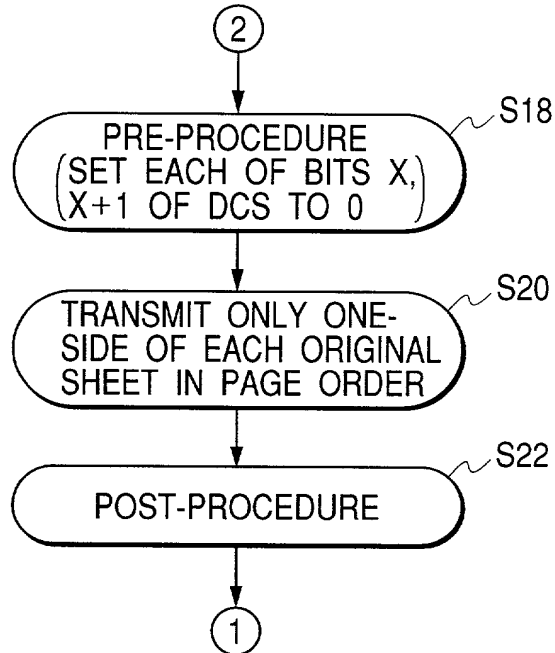 2
S18
PRE-PROCEDURE
(SET EACH OF BITS X,
X+1 OF DCS TO 0)
S20
TRANSMIT ONLY ONE-
SIDE OF EACH ORIGINAL
SHEET IN PAGE ORDER
S22
POST-PROCEDURE
1